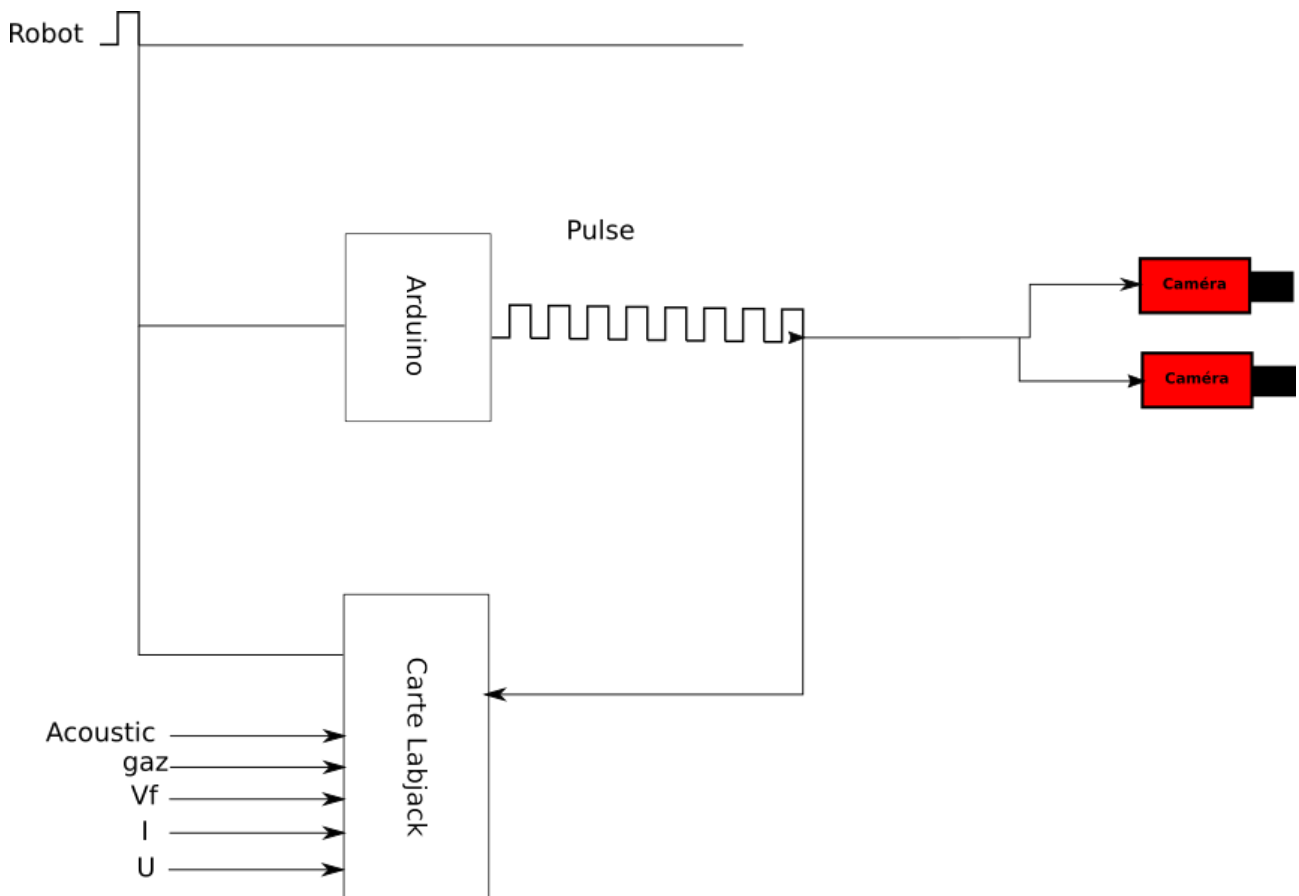 Robot
Pulse
Arduino
Caméra
Caméra
Carte Labjack
Acoustic
gaz
Vf
I
U